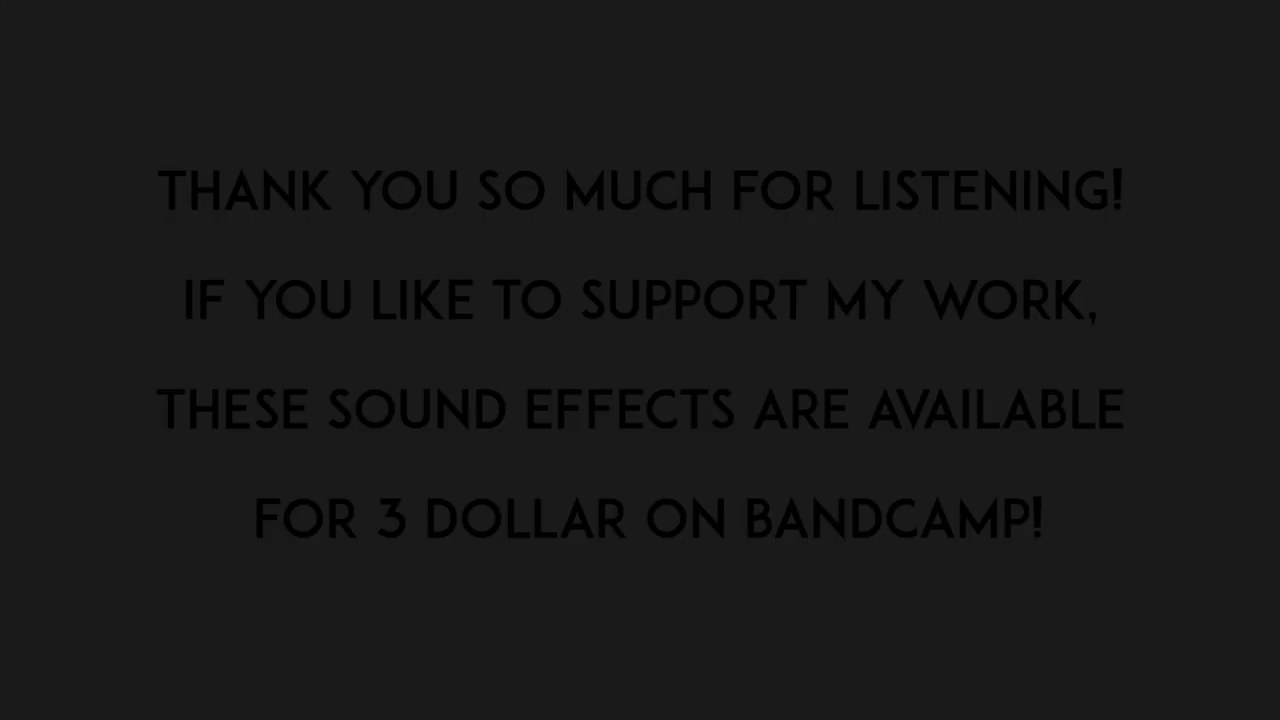 THANK YOU SO MUCH FOR LISTENING!
IF YOU LIKE TO SUPPORT MY WORK,
THESE SOUND EFFECTS ARE AVAILABLE
FOR 3 DOLLAR ON BANDCAMP!